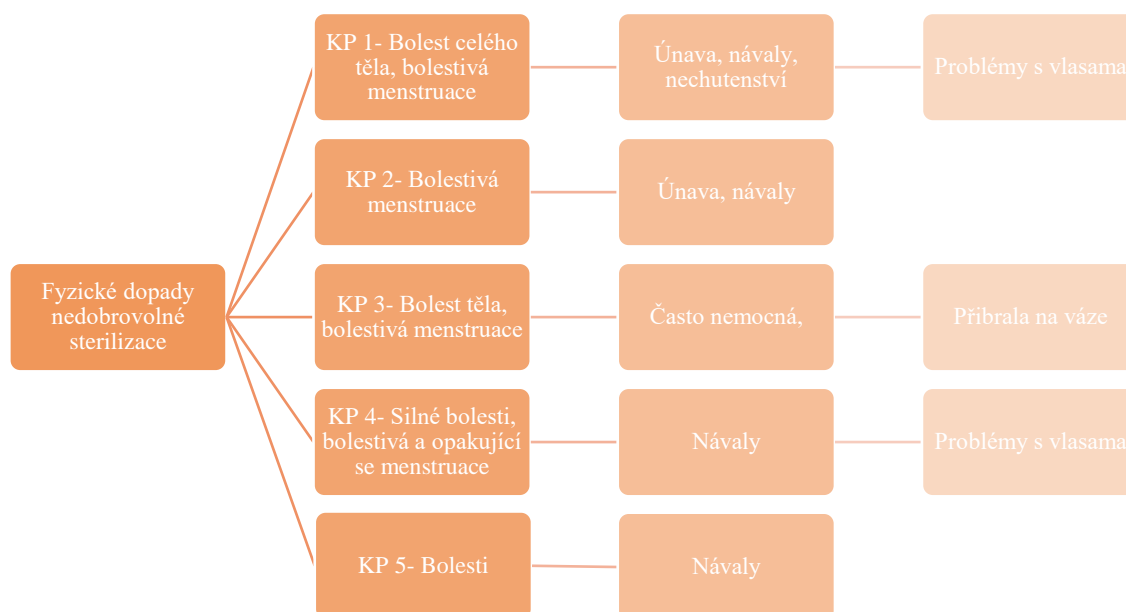 Fyzické dopady
nedobrovolné
sterilizace
KP 1- Bolest celého
těla, bolestivá
menstruace
Únava, návaly,
nechutenství
Problémy s vlasama
KP 2- Bolestivá
menstruace
Únava, návaly
KP 3- Bolest těla,
bolestivá menstruace
Často nemocná,
Přibrala na váze
KP 4- Silné bolesti,
bolestivá a opakující
se menstruace
Návaly
Problémy s vlasama
KP 5- Bolesti
Návaly